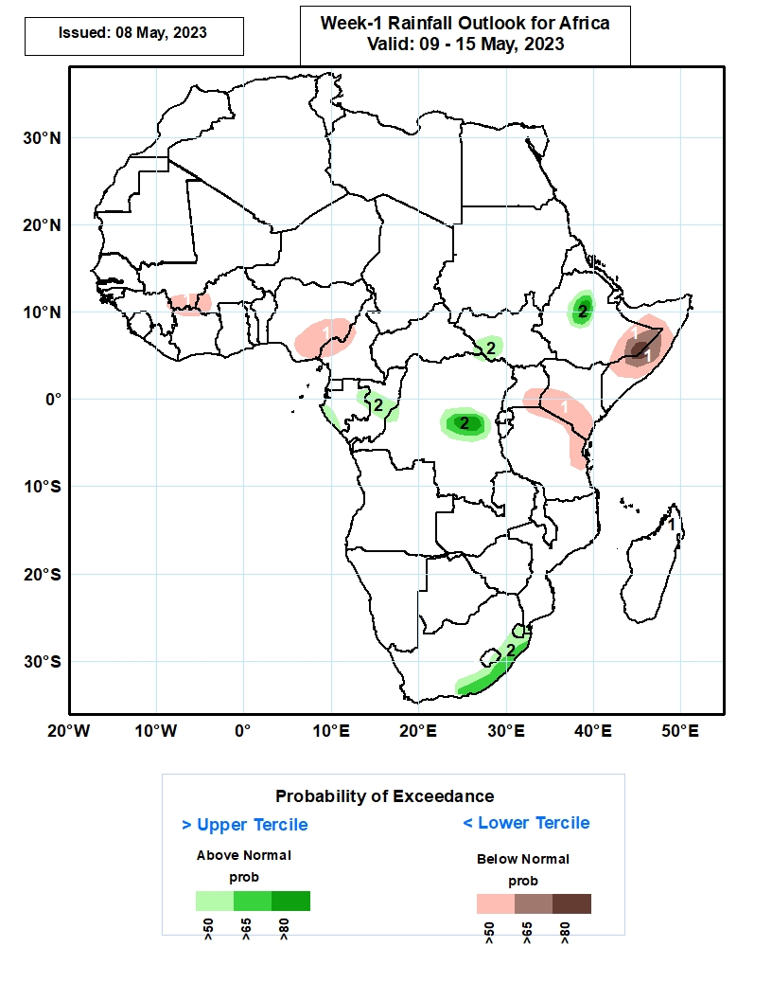 Issued: 08 May, 2023
Week-1 Rainfall Outlook for Africa
Valid: 09 - 15 May, 2023
30°N
20°N
1
2
10°N
1
1
2
1
0°
2
1
2
10°S
1
20°S
2
30°S
20°W 10°W 0° 10°E 20°E 30°E 40°E 50°E
Probability of Exceedance
> Upper Tercile
< Lower Tercile
Above Normal
Below Normal
prob
prob
>50 >65 >80
>50 >65 >80